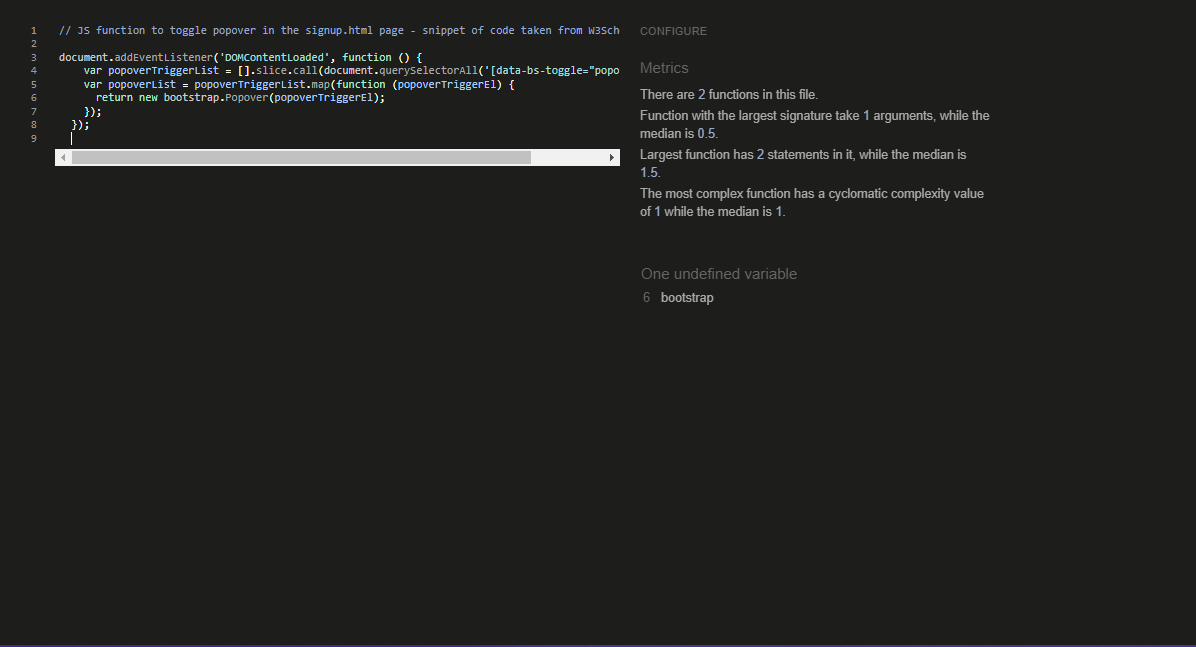 1 // JS function to toggle popover in the signup.html page - snippet of code taken from W3Sch
2
3 document.addEventListener('DOMContentLoaded', function () {
4 var popoverTriggerList = [].slice.call(document.querySelectorAll('[data-bs-toggle="popo
5 var popoverList = popoverTriggerList.map(function (popoverTriggerEl) {
6 return new bootstrap.Popover(popoverTriggerEl);
7 });
8 });
9
CONFIGURE
Metrics
There are 2 functions in this file.
Function with the largest signature take 1 arguments, while the
median is 0.5.
Largest function has 2 statements in it, while the median is
1.5.
The most complex function has a cyclomatic complexity value
of 1 while the median is 1.
One undefined variable
6 bootstrap